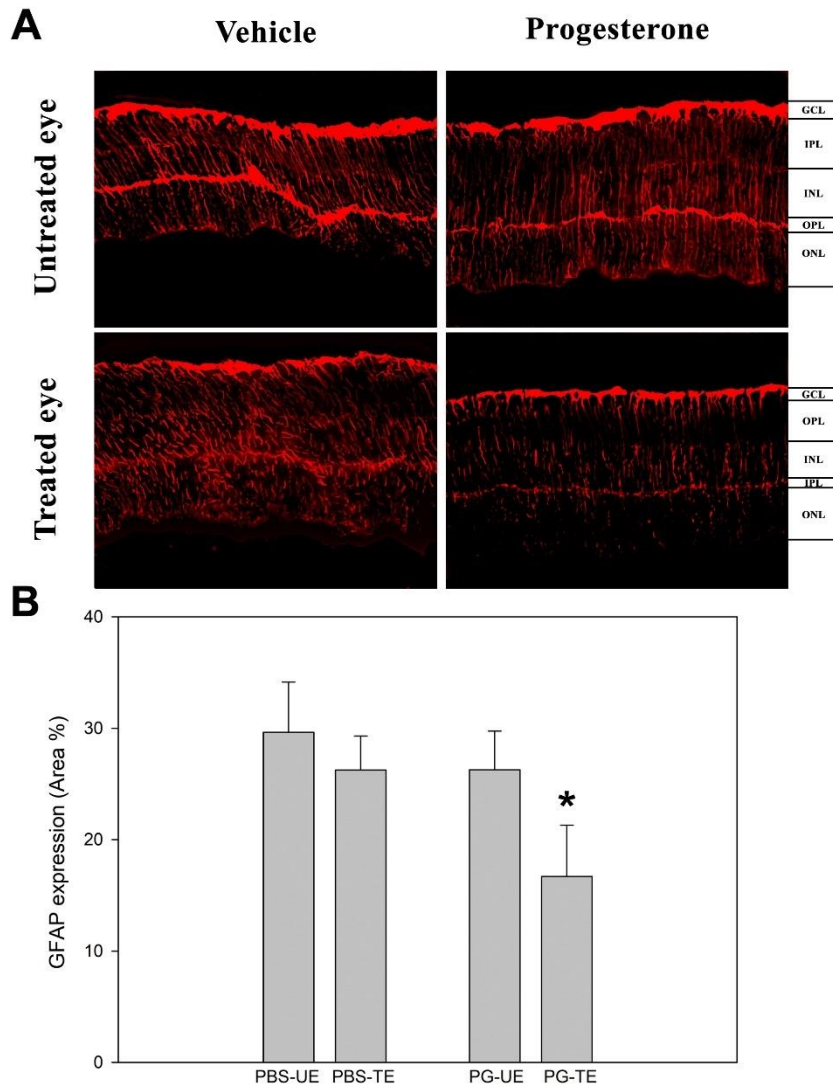 A
Vehicle
Progesterone
Untreated eye
GCL
IPL
INL
OPL
ONL
Treated eye
GCL
OPL
INL
IPL
ONL
B
GFAP expression (Area %)
40
30
20
10
0
*
PBS-UE
PBS-TE
PG-UE
PG-TE